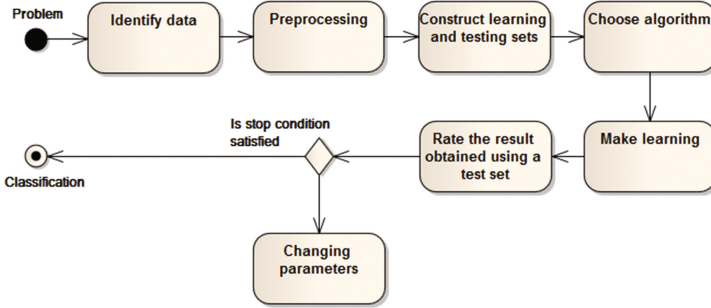 Problem
Identify data
Preprocessing
Construct learning
and testing sets
Choose algorithm
Make learning
Rate the result
obtained using a
test set
Is stop condition
satisfied
Classification
Changing
parameters